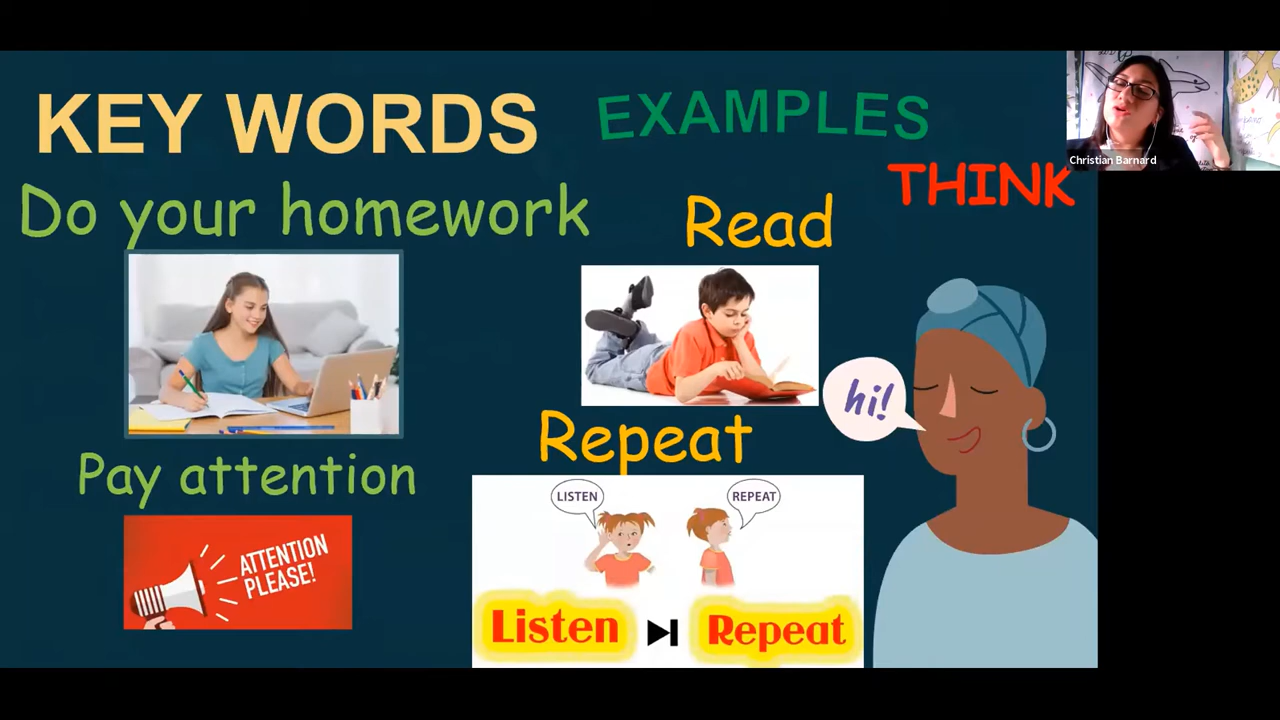 KEY WORDS
EXAMPLES
THINK
Christian Barnard
Do your homework
Read
hi!
Pay attention
Repeat
ATTENTION
PLEASE!
LISTEN
REPEAT
Listen
Repeat